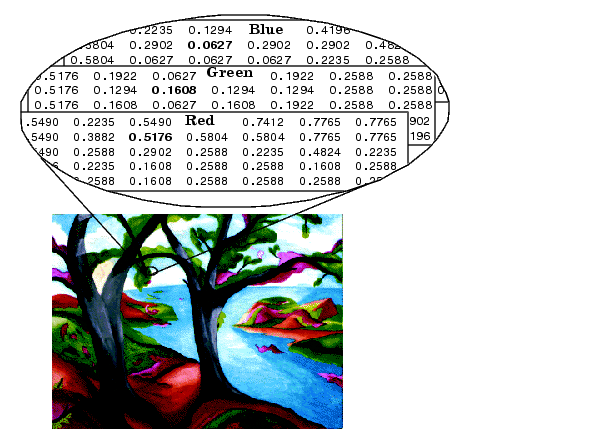 0.2235 0.1294 Blue 0.4196
0.2902 0.0627 0.2902 0.2902
0.5804 0.0627 0.0627 0.0627 0.2235 0.2588
0.5176 0.1922 0.0627 Green 0.1922 0.2588 0.2588
0.5176 0.1294 0.1608 0.1294 0.1294 0.2588 0.2588
0.5176 0.1608 0.0627 0.1608 0.1922 0.2588 0.2588
.5490 0.2235 0.5490 Red 0.7412 0.7765 0.7765 902
5490 0.3882 0.5176 0.5804 0.5804 0.7765 0.7765 196
490 0.2588 0.2902 0.2588 0.2235 0.4824 0.2235
0.2235 0.1608 0.2588 0.2588 0.1608 0.2588
2588 0.1608 0.2588 0.2588 0.2588